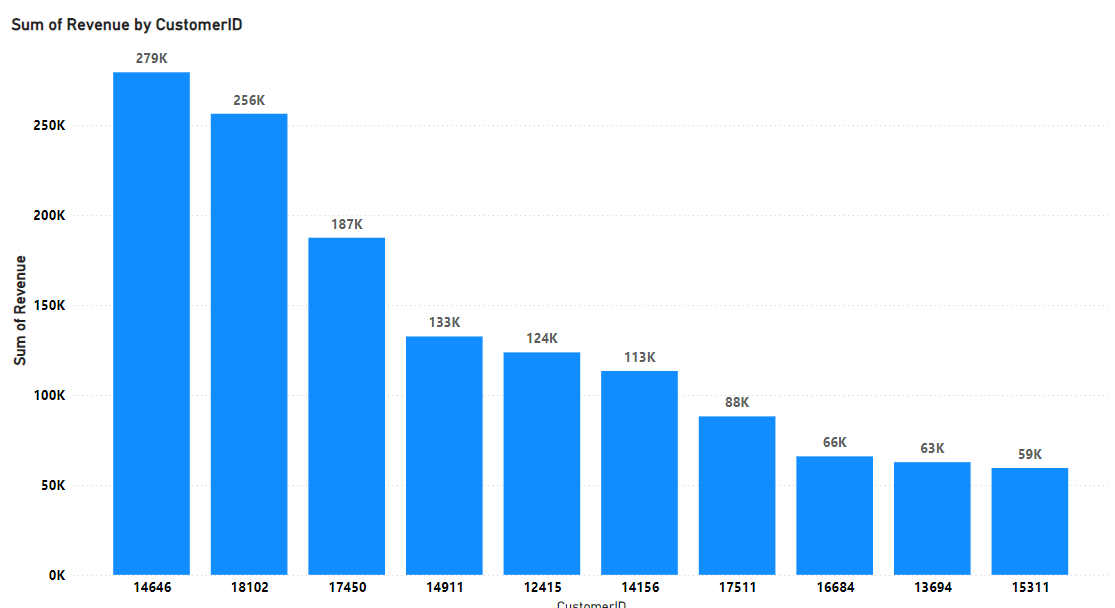 Sum of Revenue by CustomerID
279K
256K
250K
200K
187K
150K
133K
124K
113K
100K
88K
66K
63K
59K
50K
0K
Sum of Revenue
14646 18102 17450 14911 12415 14156 17511 16684 13694 15311
CustomerID